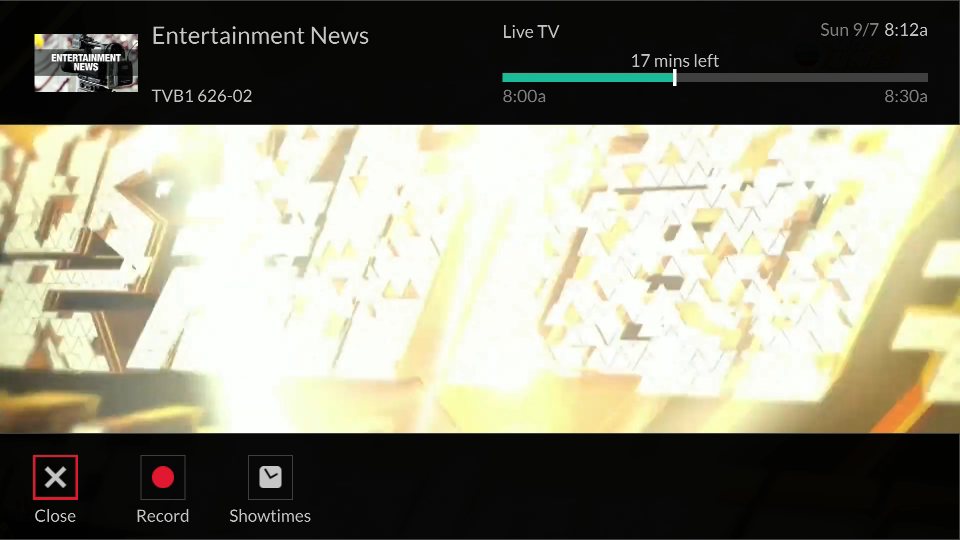 Entertainment News
ENTERTAINMENT
NEWS
TVB1 626-02
Live TV
Sun 9/7 8:12a
17 mins left
8:00a
8:30a
Close
Record
Showtimes